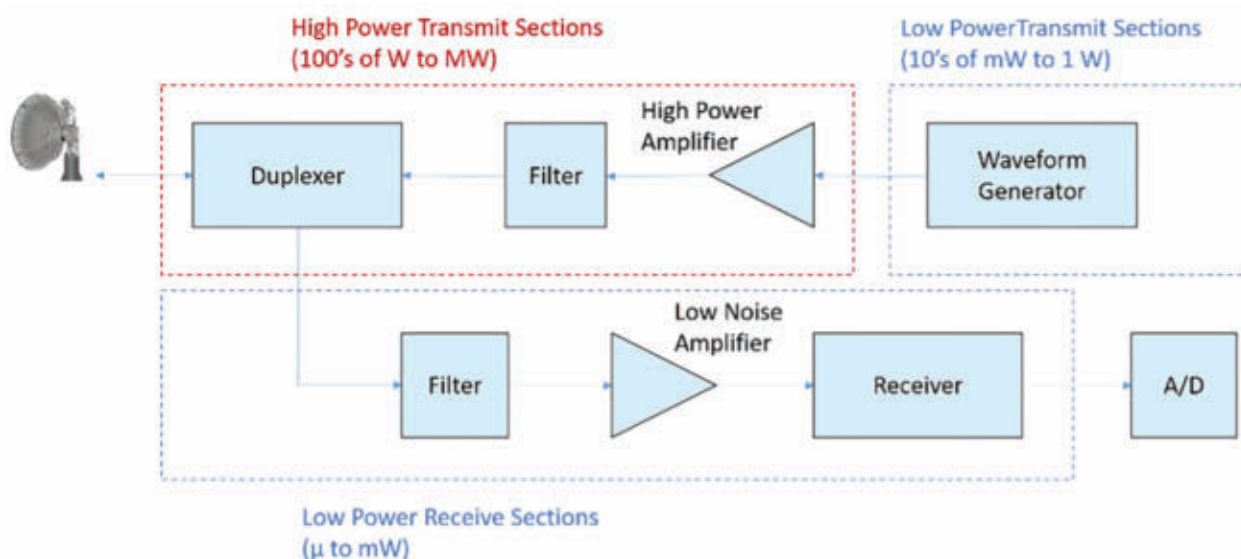 High Power Transmit Sections
(100's of W to MW)
Low PowerTransmit Sections
(10's of mW to 1 W)
High Power
Amplifier
Duplexer
Filter
Waveform
Generator
Low Noise
Amplifier
Filter
Receiver
A/D
Low Power Receive Sections
(μ to mW)